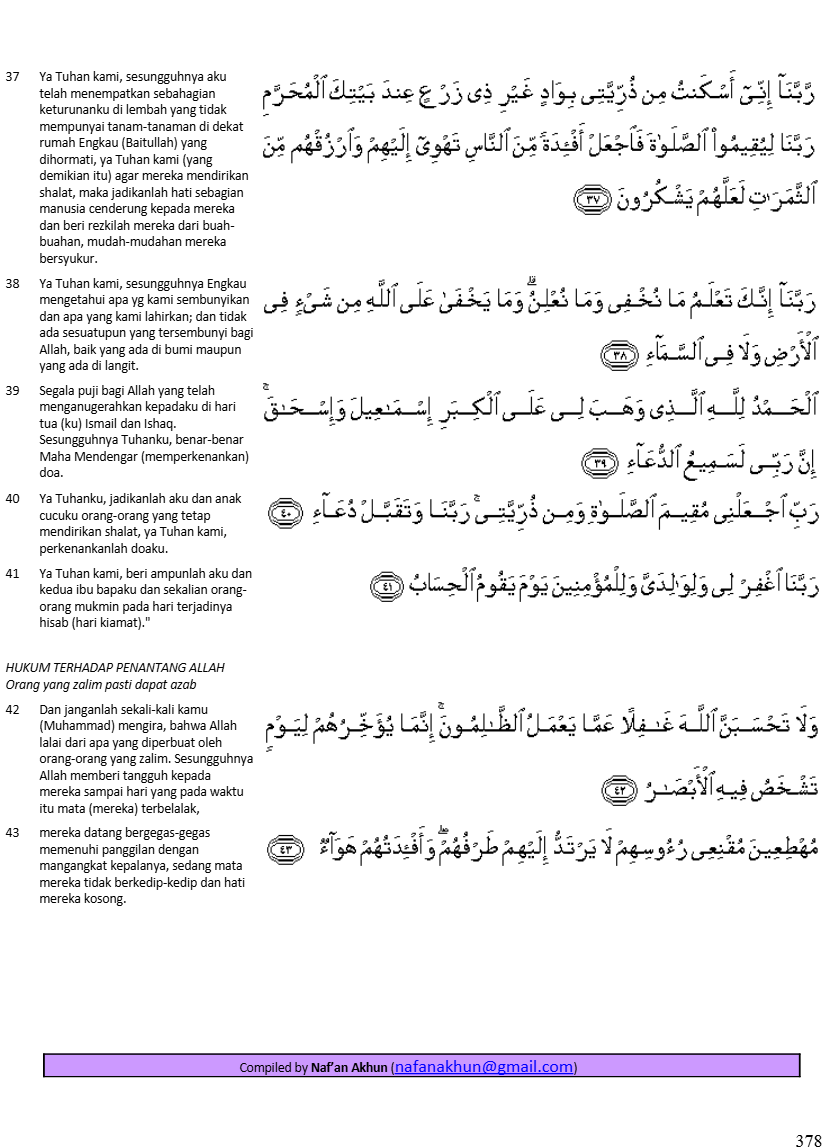 37 Ya Tuhan kami, sesungguhnya aku
telah menempatkan sebahagian
keturunanku di lembah yang tidak
mempunyai tanam-tanaman di dekat
rumah Engkau (Baitullah) yang
dihormati, ya Tuhan kami (yang
demikian itu) agar mereka mendirikan
shalat, maka jadikanlah hati sebagian
manusia cenderung kepada mereka
dan beri rezkilah mereka dari buah-
buahan, mudah-mudahan mereka
bersyukur.
رَّبَّنَآ إِنِّىٓ أَسْكَنتُ مِن ذُرِّيَّتِى بِوَادٍ غَيْرِ ذِى زَرْعٍ عِندَ بَيْتِكَ ٱلْمُحَرَّمِ
رَبَّنَا لِيُقِيمُوا۟ ٱلصَّلَوٰةَ فَٱجْعَلْ أَفْـِٔدَةً مِّنَ ٱلنَّاسِ تَهْوِىٓ إِلَيْهِمْ وَٱرْزُقْهُم مِّنَ
ٱلثَّمَرَٰتِ لَعَلَّهُمْ يَشْكُرُونَ ٣٧
38 Ya Tuhan kami, sesungguhnya Engkau
mengetahui apa yg kami sembunyikan
dan apa yang kami lahirkan; dan tidak
ada sesuatupun yang tersembunyi bagi
Allah, baik yang ada di bumi maupun
yang ada di langit.
رَبَّنَآ إِنَّكَ تَعْلَمُ مَا نُخْفِى وَمَا نُعْلِنُ ۗ وَمَا يَخْفَىٰ عَلَى ٱللَّهِ مِن شَىْءٍ فِى
ٱلْأَرْضِ وَلَا فِى ٱلسَّمَآءِ ٣٨
39 Segala puji bagi Allah yang telah
menganugerahkan kepadaku di hari
tua (ku) Ismail dan Ishaq.
Sesungguhnya Tuhanku, benar-benar
Maha Mendengar (memperkenankan)
doa.
ٱلْحَمْدُ لِلَّهِ ٱلَّذِى وَهَبَ لِى عَلَى ٱلْكِبَرِ إِسْمَـٰعِيلَ وَإِسْحَـٰقَ ۚ
إِنَّ رَبِّى لَسَمِيعُ ٱلدُّعَآءِ ٣٩
40 Ya Tuhanku, jadikanlah aku dan anak
cucuku orang-orang yang tetap
mendirikan shalat, ya Tuhan kami,
perkenankanlah doaku.
رَبِّ ٱجْعَلْنِى مُقِيمَ ٱلصَّلَوٰةِ وَمِن ذُرِّيَّتِى ۚ رَبَّنَا وَتَقَبَّلْ دُعَآءِ ٤٠
41 Ya Tuhan kami, beri ampunlah aku dan
kedua ibu bapaku dan sekalian orang-
orang mukmin pada hari terjadinya
hisab (hari kiamat)."
رَبَّنَا ٱغْفِرْ لِى وَلِوَٰلِدَىَّ وَلِلْمُؤْمِنِينَ يَوْمَ يَقُومُ ٱلْحِسَابُ ٤١
HUKUM TERHADAP PENANTANG ALLAH
Orang yang zalim pasti dapat azab
42 Dan janganlah sekali-kali kamu
(Muhammad) mengira, bahwa Allah
lalai dari apa yang diperbuat oleh
orang-orang yang zalim. Sesungguhnya
Allah memberi tangguh kepada
mereka sampai hari yang pada waktu
itu mata (mereka) terbelalak,
وَلَا تَحْسَبَنَّ ٱللَّهَ غَـٰفِلًا عَمَّا يَعْمَلُ ٱلظَّـٰلِمُونَ ۚ إِنَّمَا يُؤَخِّرُهُمْ لِيَوْمٍ
تَشْخَصُ فِيهِ ٱلْأَبْصَـٰرُ ٤٢
43 mereka datang bergegas-gegas
memenuhi panggilan dengan
mangangkat kepalanya, sedang mata
mereka tidak berkedip-kedip dan hati
mereka kosong.
مُهْطِعِينَ مُقْنِعِى رُءُوسِهِمْ لَا يَرْتَدُّ إِلَيْهِمْ طَرْفُهُمْ ۖ وَأَفْـِٔدَتُهُمْ هَوَآءٌ ٤٣
Compiled by Naf’an Akhun (nafanakhun@gmail.com)
378